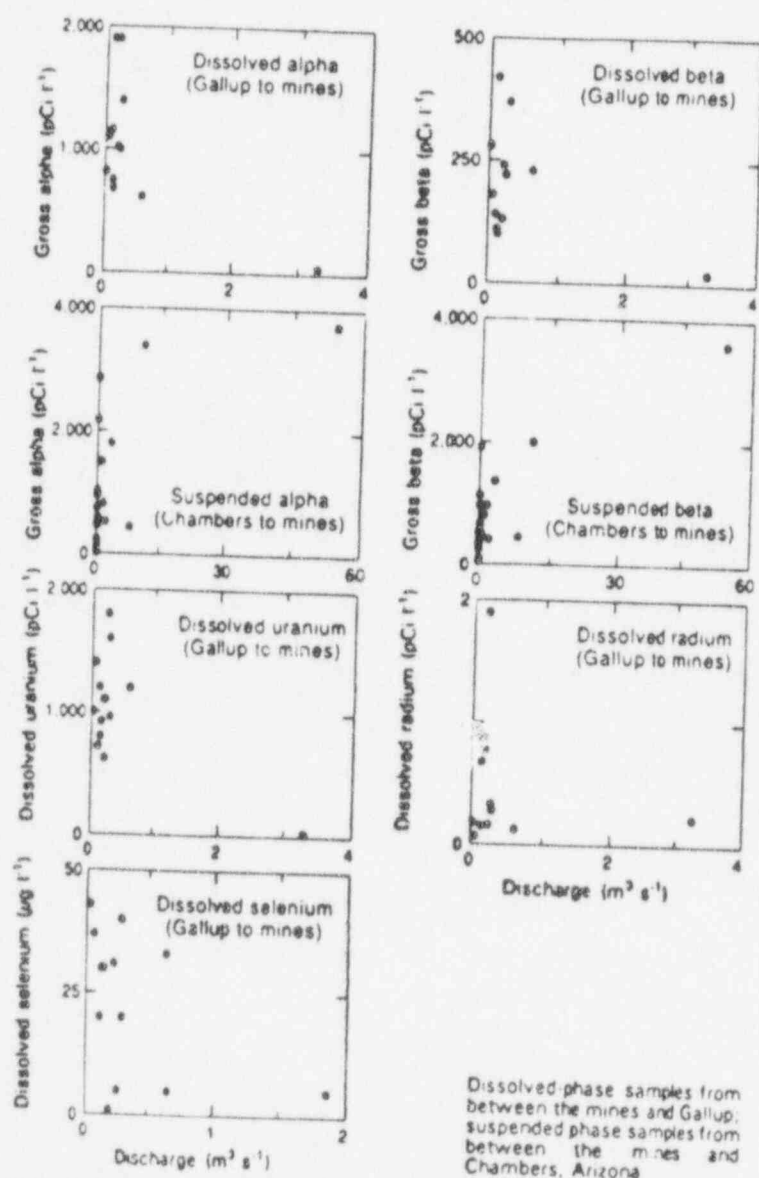 2.000
Dissolved alpha
(Gallup to mines)
Gross alpha (pCi l⁻¹)
1.000
0
0
2
4
500
Dissolved beta
(Gallup to mines)
Gross beta (pCi l⁻¹)
250
0
0
2
4
4.000
Gross alpha (pCi l⁻¹)
2.000
Suspended alpha
(Chambers to mines)
0
0
30
60
4.000
Gross beta (pCi l⁻¹)
2.000
Suspended beta
(Chambers to mines)
0
0
30
60
2 000
Dissolved uranium
(Gallup to mines)
Dissolved uranium (pCi l⁻¹)
1.000
0
0
2
4
2
Dissolved radium
(Gallup to mines)
Dissolved radium (pCi l⁻¹)
0
0
2
4
Discharge (m³ s⁻¹)
50
Dissolved selenium
(Gallup to mines)
Dissolved selenium (µg l⁻¹)
25
0
0
1
2
Discharge (m³ s⁻¹)
Dissolved-phase samples from
between the mines and Gallup;
suspended phase samples from
between the mines and
Chambers, Arizona